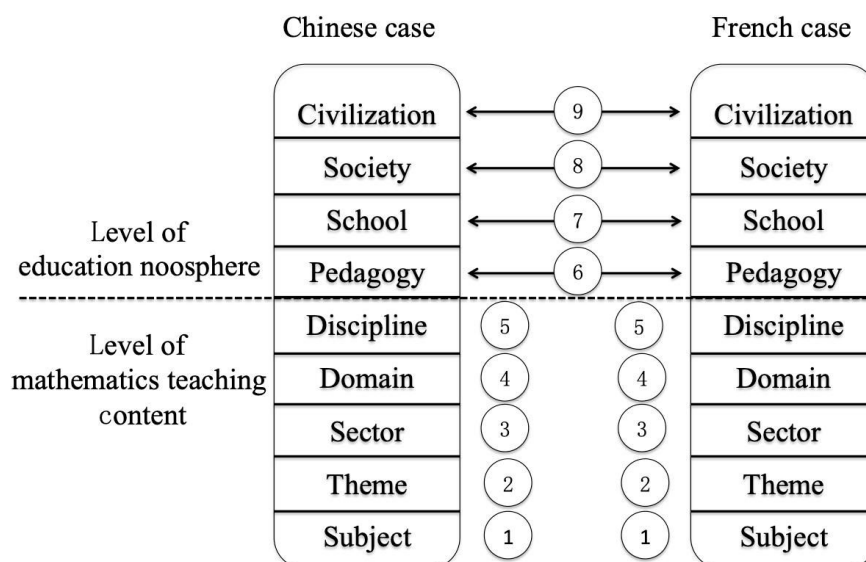 Chinese case French case
Civilization 9 Civilization
Society 8 Society
School 7 School
Level of
education noosphere
Pedagogy 6 Pedagogy
Discipline 5 5 Discipline
Level of
mathematics teaching
content
Domain 4 4 Domain
Sector 3 3 Sector
Theme 2 2 Theme
Subject 1 1 Subject